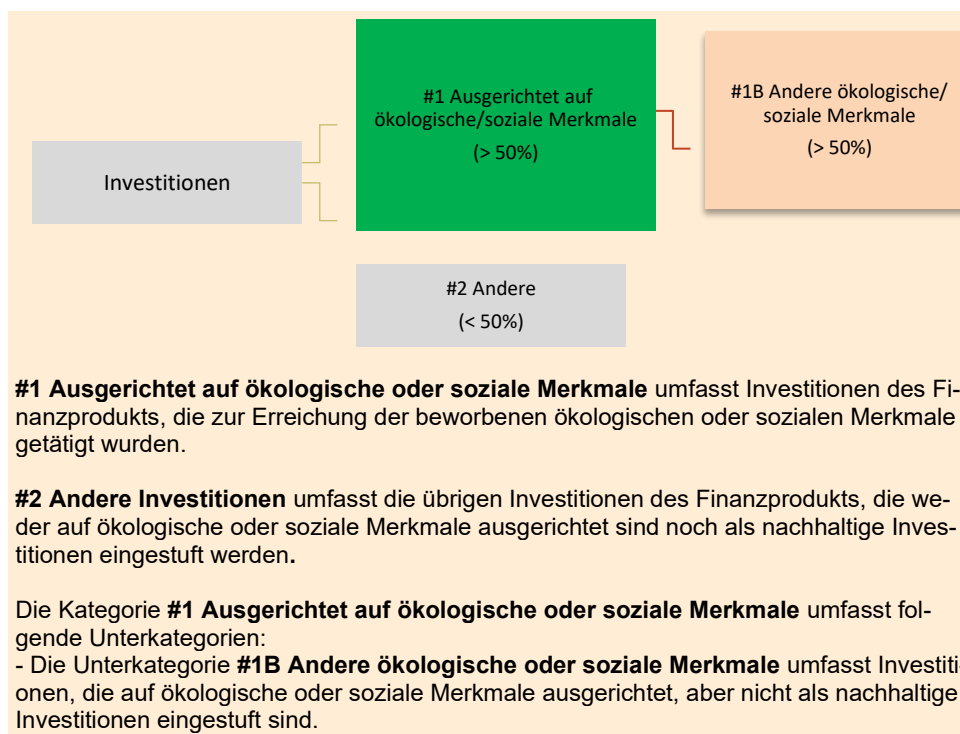 #1 Ausgerichtet auf
ökologische/soziale Merkmale
(> 50%)
#1B Andere ökologische/
soziale Merkmale
(> 50%)
Investitionen
#2 Andere
(< 50%)
#1 Ausgerichtet auf ökologische oder soziale Merkmale umfasst Investitionen des Fi-
nanzprodukts, die zur Erreichung der beworbenen ökologischen oder sozialen Merkmale
getätigt wurden.
#2 Andere Investitionen umfasst die übrigen Investitionen des Finanzprodukts, die we-
der auf ökologische oder soziale Merkmale ausgerichtet sind noch als nachhaltige Inves-
titionen eingestuft werden.
Die Kategorie #1 Ausgerichtet auf ökologische oder soziale Merkmale umfasst fol-
gende Unterkategorien:
- Die Unterkategorie #1B Andere ökologische oder soziale Merkmale umfasst Investiti-
onen, die auf ökologische oder soziale Merkmale ausgerichtet, aber nicht als nachhaltige
Investitionen eingestuft sind.